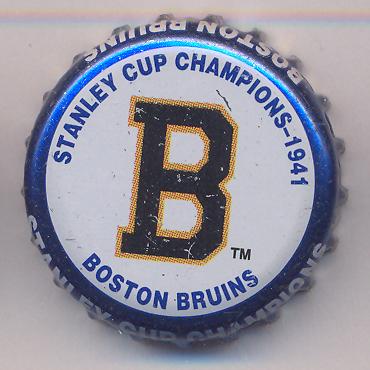 BOSTON BRUINS
STANLEY CUP CHAMPIONS-1941
B
TM
BOSTON BRUINS
STANLEY CUP CHAMPIONS